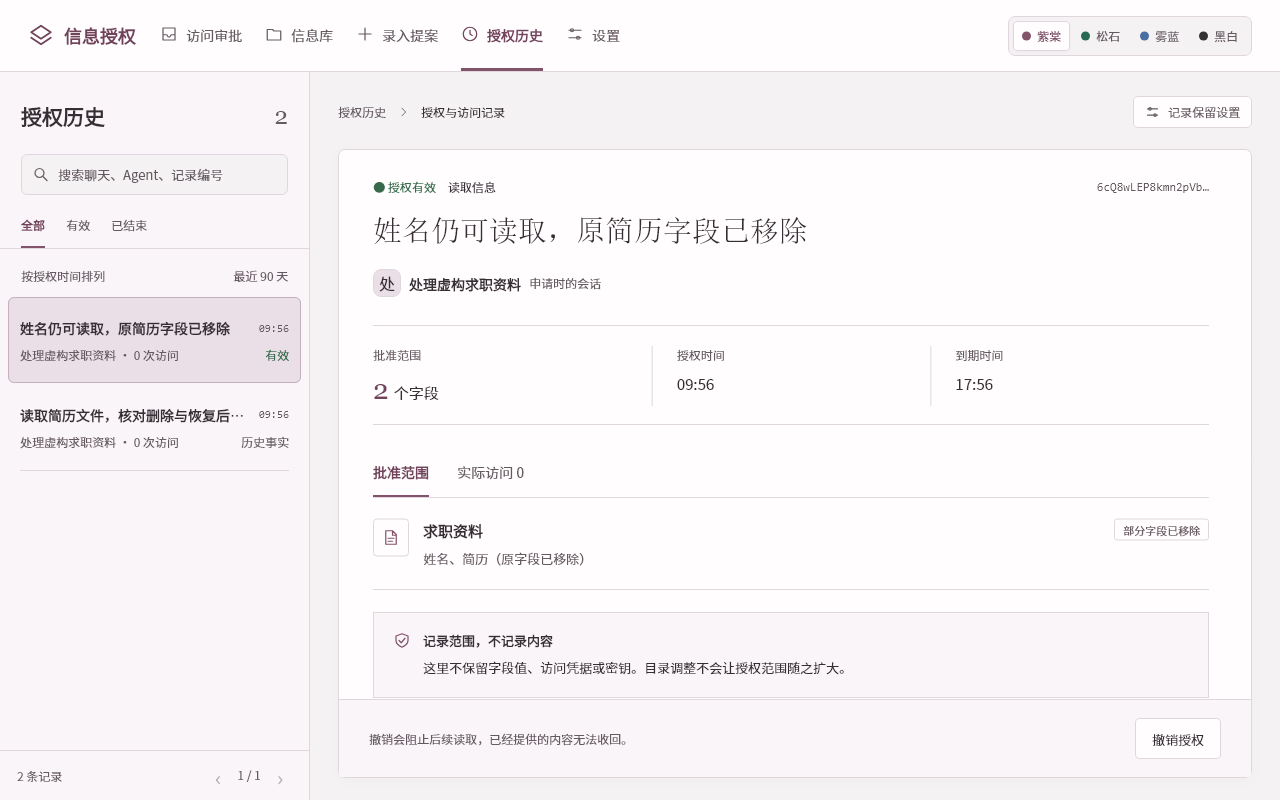 信息授权
访问审批
信息库
录入提案
授权历史
设置
紫棠
松石
雾蓝
黑白
授权历史
2
搜索聊天、Agent、记录编号
全部
有效
已结束
按授权时间排列
最近 90 天
姓名仍可读取，原简历字段已移除
09:56
处理虚构求职资料 · 0 次访问
有效
读取简历文件，核对删除与恢复后…
09:56
处理虚构求职资料 · 0 次访问
历史事实
2 条记录
‹ 1 / 1 ›
授权历史 > 授权与访问记录
记录保留设置
授权有效 读取信息
6cQ8wLEP8kmn2pVb…
姓名仍可读取，原简历字段已移除
处 处理虚构求职资料 申请时的会话
批准范围
2 个字段
授权时间
09:56
到期时间
17:56
批准范围
实际访问 0
求职资料
部分字段已移除
姓名、简历（原字段已移除）
记录范围，不记录内容
这里不保留字段值、访问凭据或密钥。目录调整不会让授权范围随之扩大。
撤销会阻止后续读取，已经提供的内容无法收回。
撤销授权